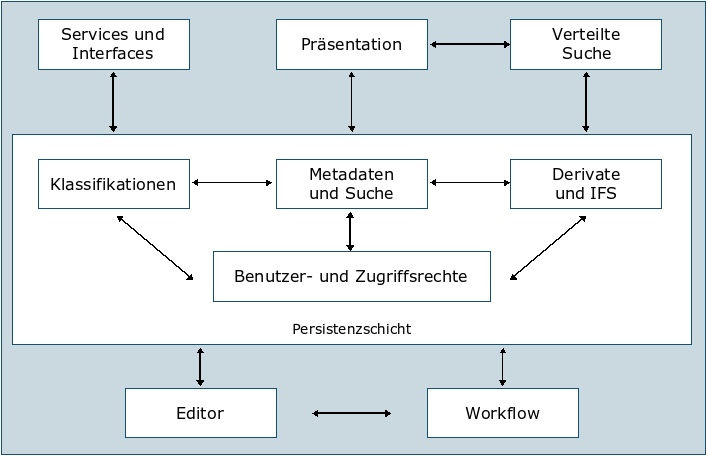 Services und
Interfaces
Präsentation
Verteilte
Suche
Klassifikationen
Metadaten
und Suche
Derivate
und IFS
Benutzer- und Zugriffsrechte
Persistenzschicht
Editor
Workflow